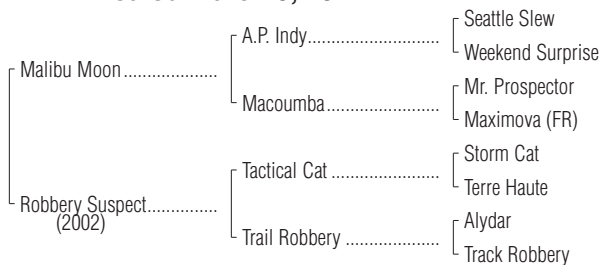 Seattle Slew
A.P. Indy
Weekend Surprise
Malibu Moon
Mr. Prospector
Macoumba
Maximova (FR)
Storm Cat
Tactical Cat
Terre Haute
Robbery Suspect
(2002)
Alydar
Trail Robbery
Track Robbery